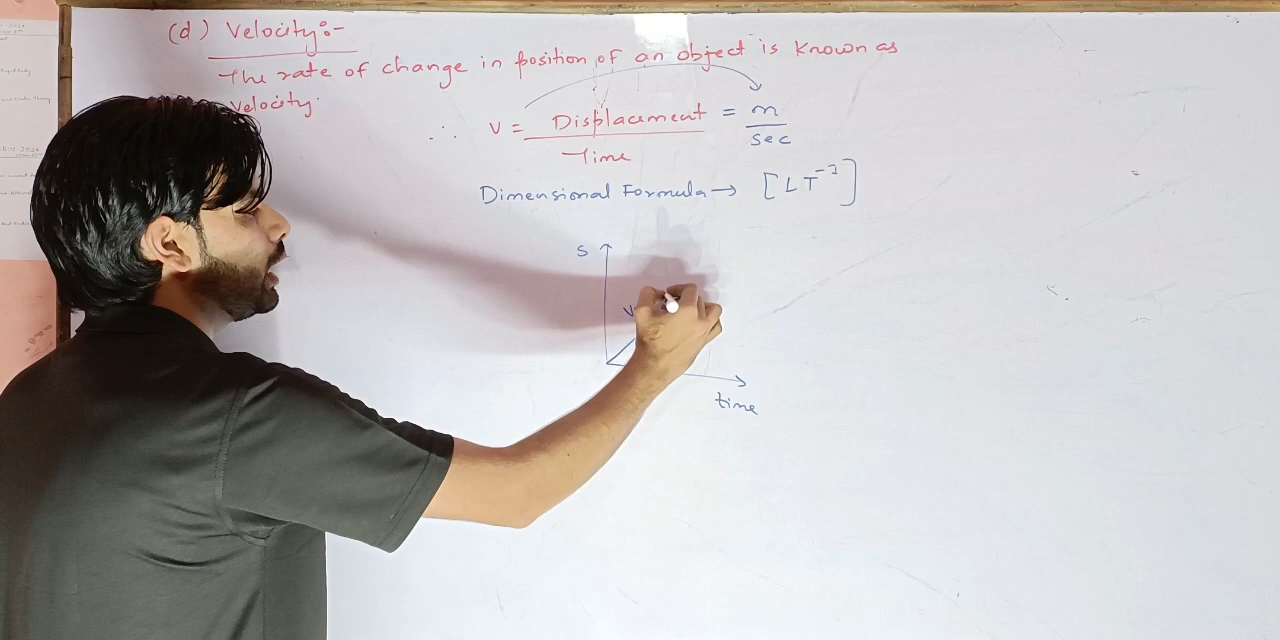 (d) Velocity:-
The rate of change in position of an object is known as
velocity.
∴ v = Displacement / Time = m / sec
Dimensional Formula → [LT⁻¹]
s
v
time